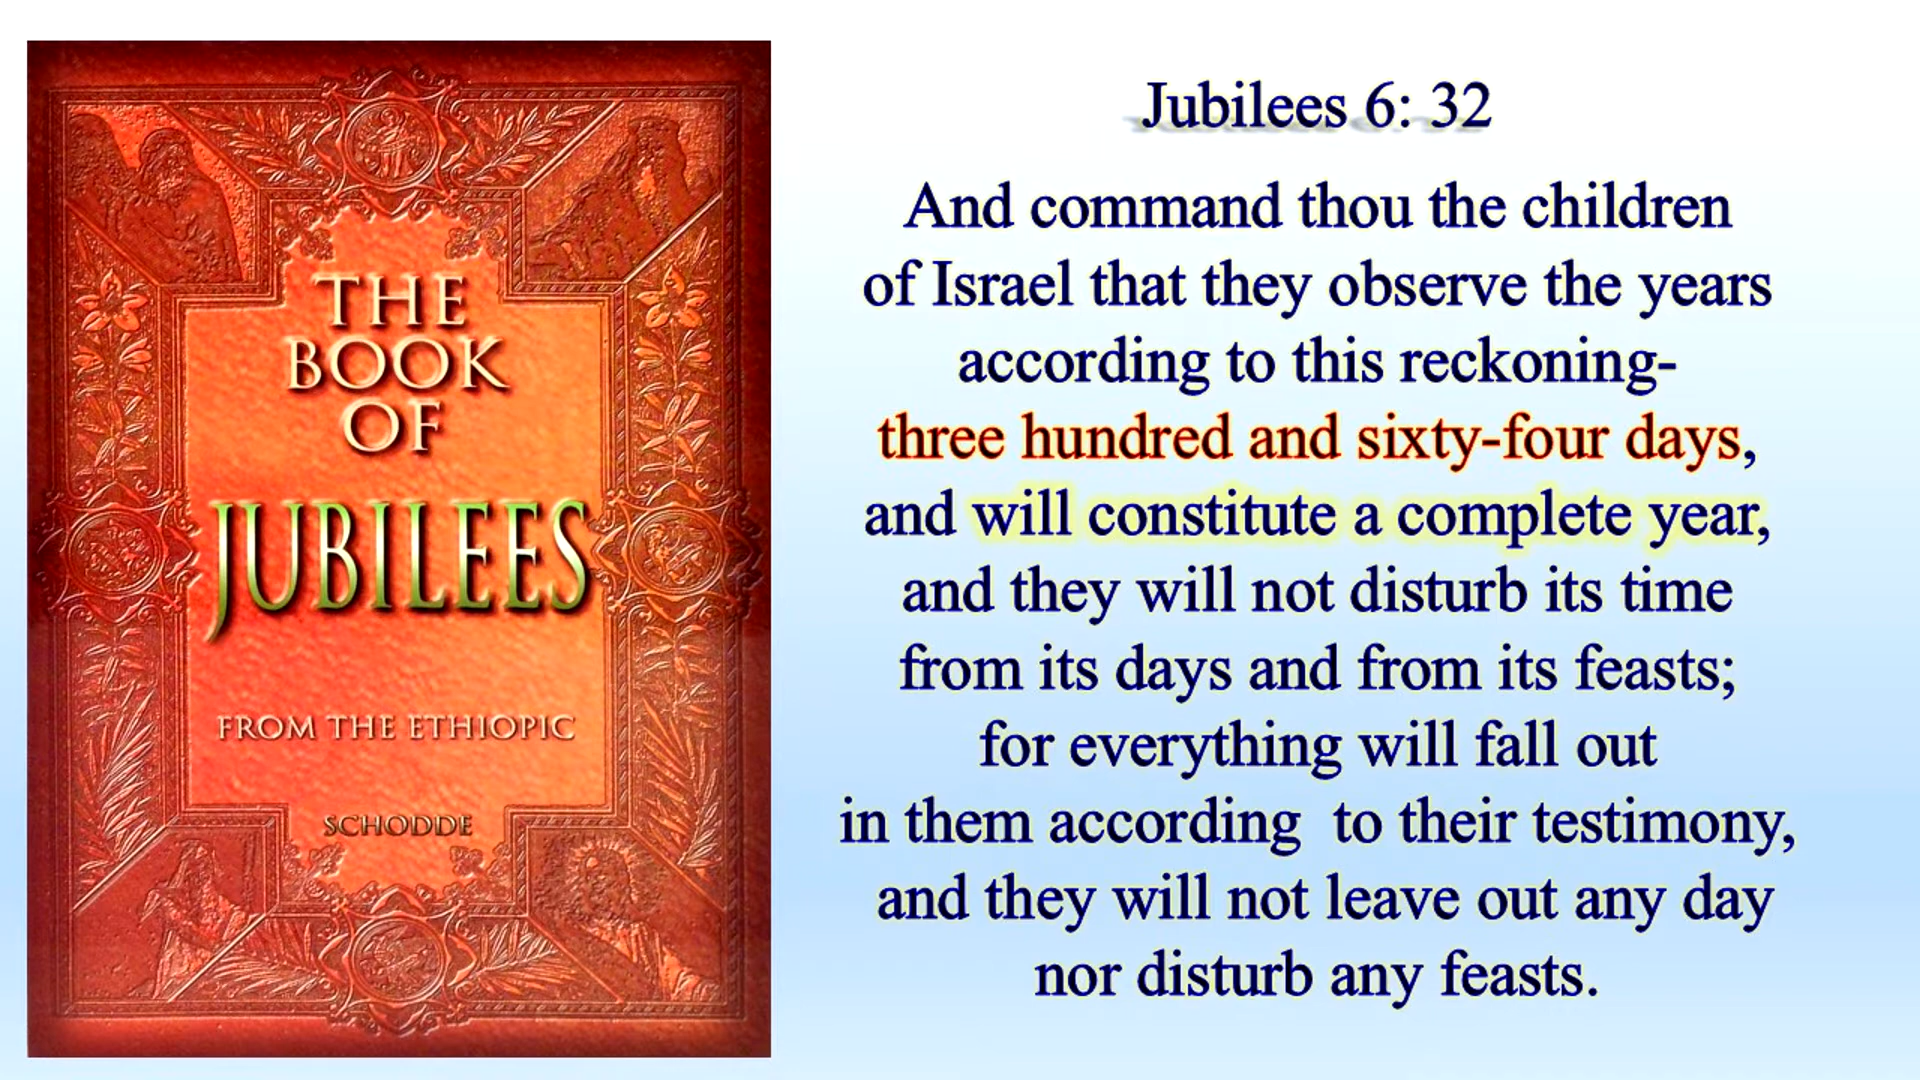 THE
BOOK
OF
JUBILEES
FROM THE ETHIOPIC
SCHODDE
Jubilees 6: 32
And command thou the children
of Israel that they observe the years
according to this reckoning-
three hundred and sixty-four days,
and will constitute a complete year,
and they will not disturb its time
from its days and from its feasts;
for everything will fall out
in them according  to their testimony,
and they will not leave out any day
nor disturb any feasts.